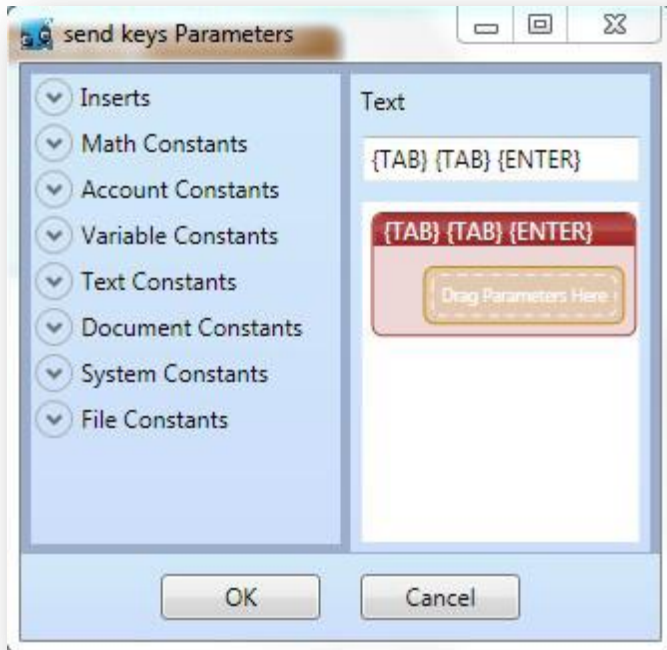 send keys Parameters
Inserts
Math Constants
Account Constants
Variable Constants
Text Constants
Document Constants
System Constants
File Constants
Text
{TAB} {TAB} {ENTER}
{TAB} {TAB} {ENTER}
Drag Parameters Here
OK
Cancel